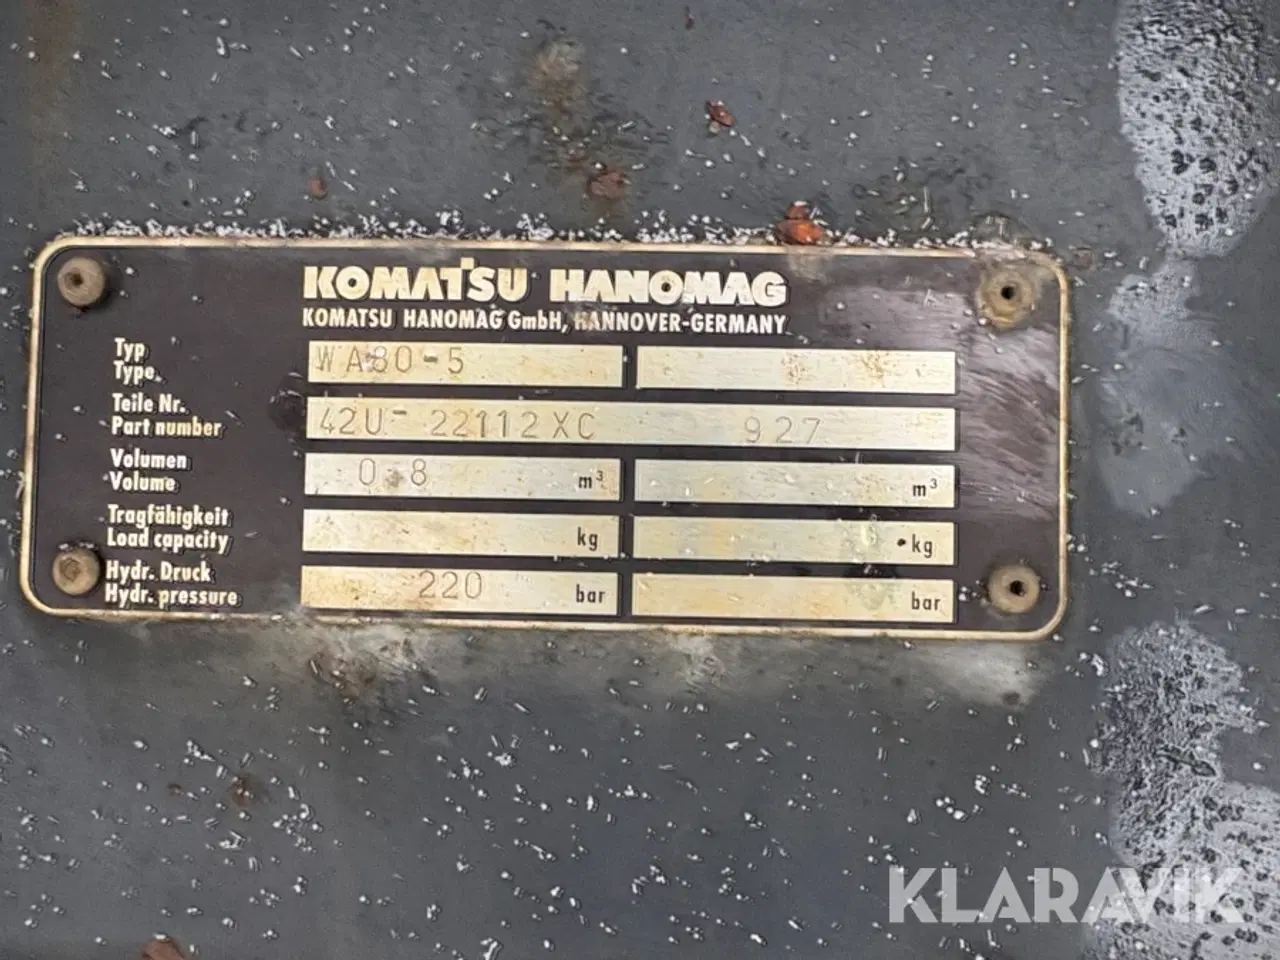 KOMATSU HANOMAG
KOMATSU HANOMAG GmbH, HANNOVER-GERMANY
Typ
Type
WA80-5
Teile Nr.
Part number
42U-22112XC 927
Volumen
Volume
0.8 m³
m³
Tragfähigkeit
Load capacity
kg
kg
Hydr. Druck
Hydr. pressure
220 bar
bar
KLARAVIK